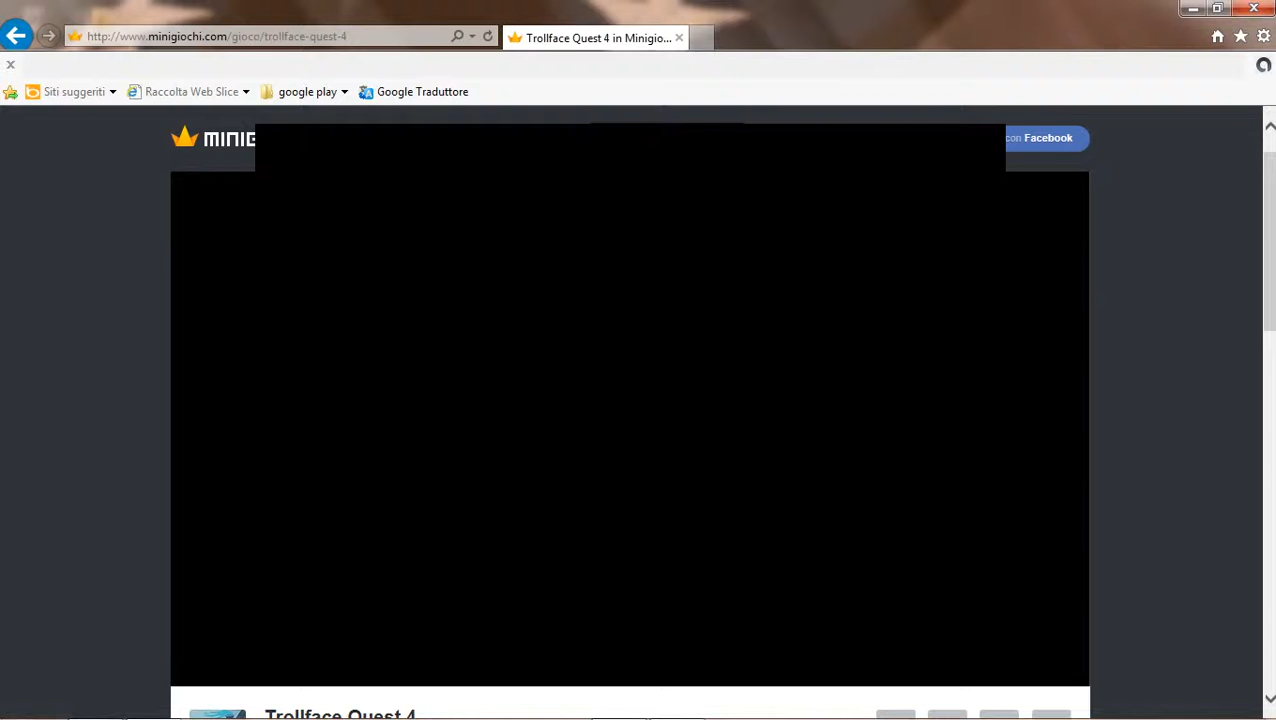 http://www.minigiochi.com/gioco/trollface-quest-4
Trollface Quest 4 in Minigio...
Siti suggeriti
Raccolta Web Slice
google play
Google Traduttore
MINIG
con Facebook
Trollface Quest 4